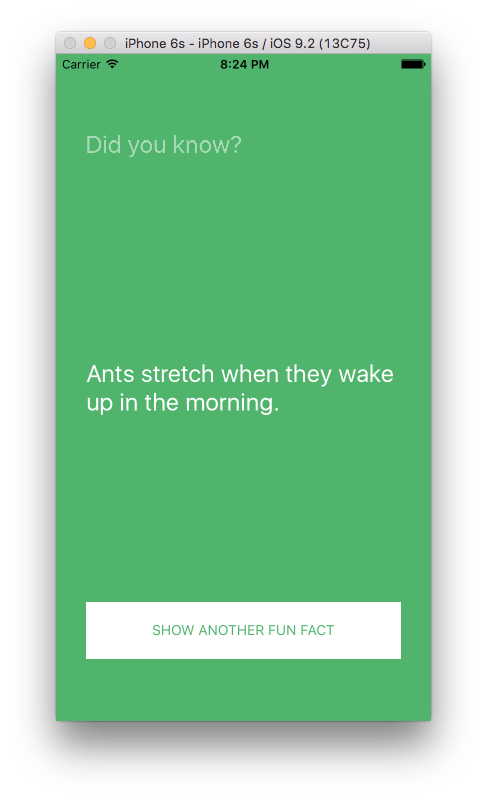 iPhone 6s - iPhone 6s / iOS 9.2 (13C75)
Carrier 8:24 PM
Did you know?
Ants stretch when they wake
up in the morning.
SHOW ANOTHER FUN FACT